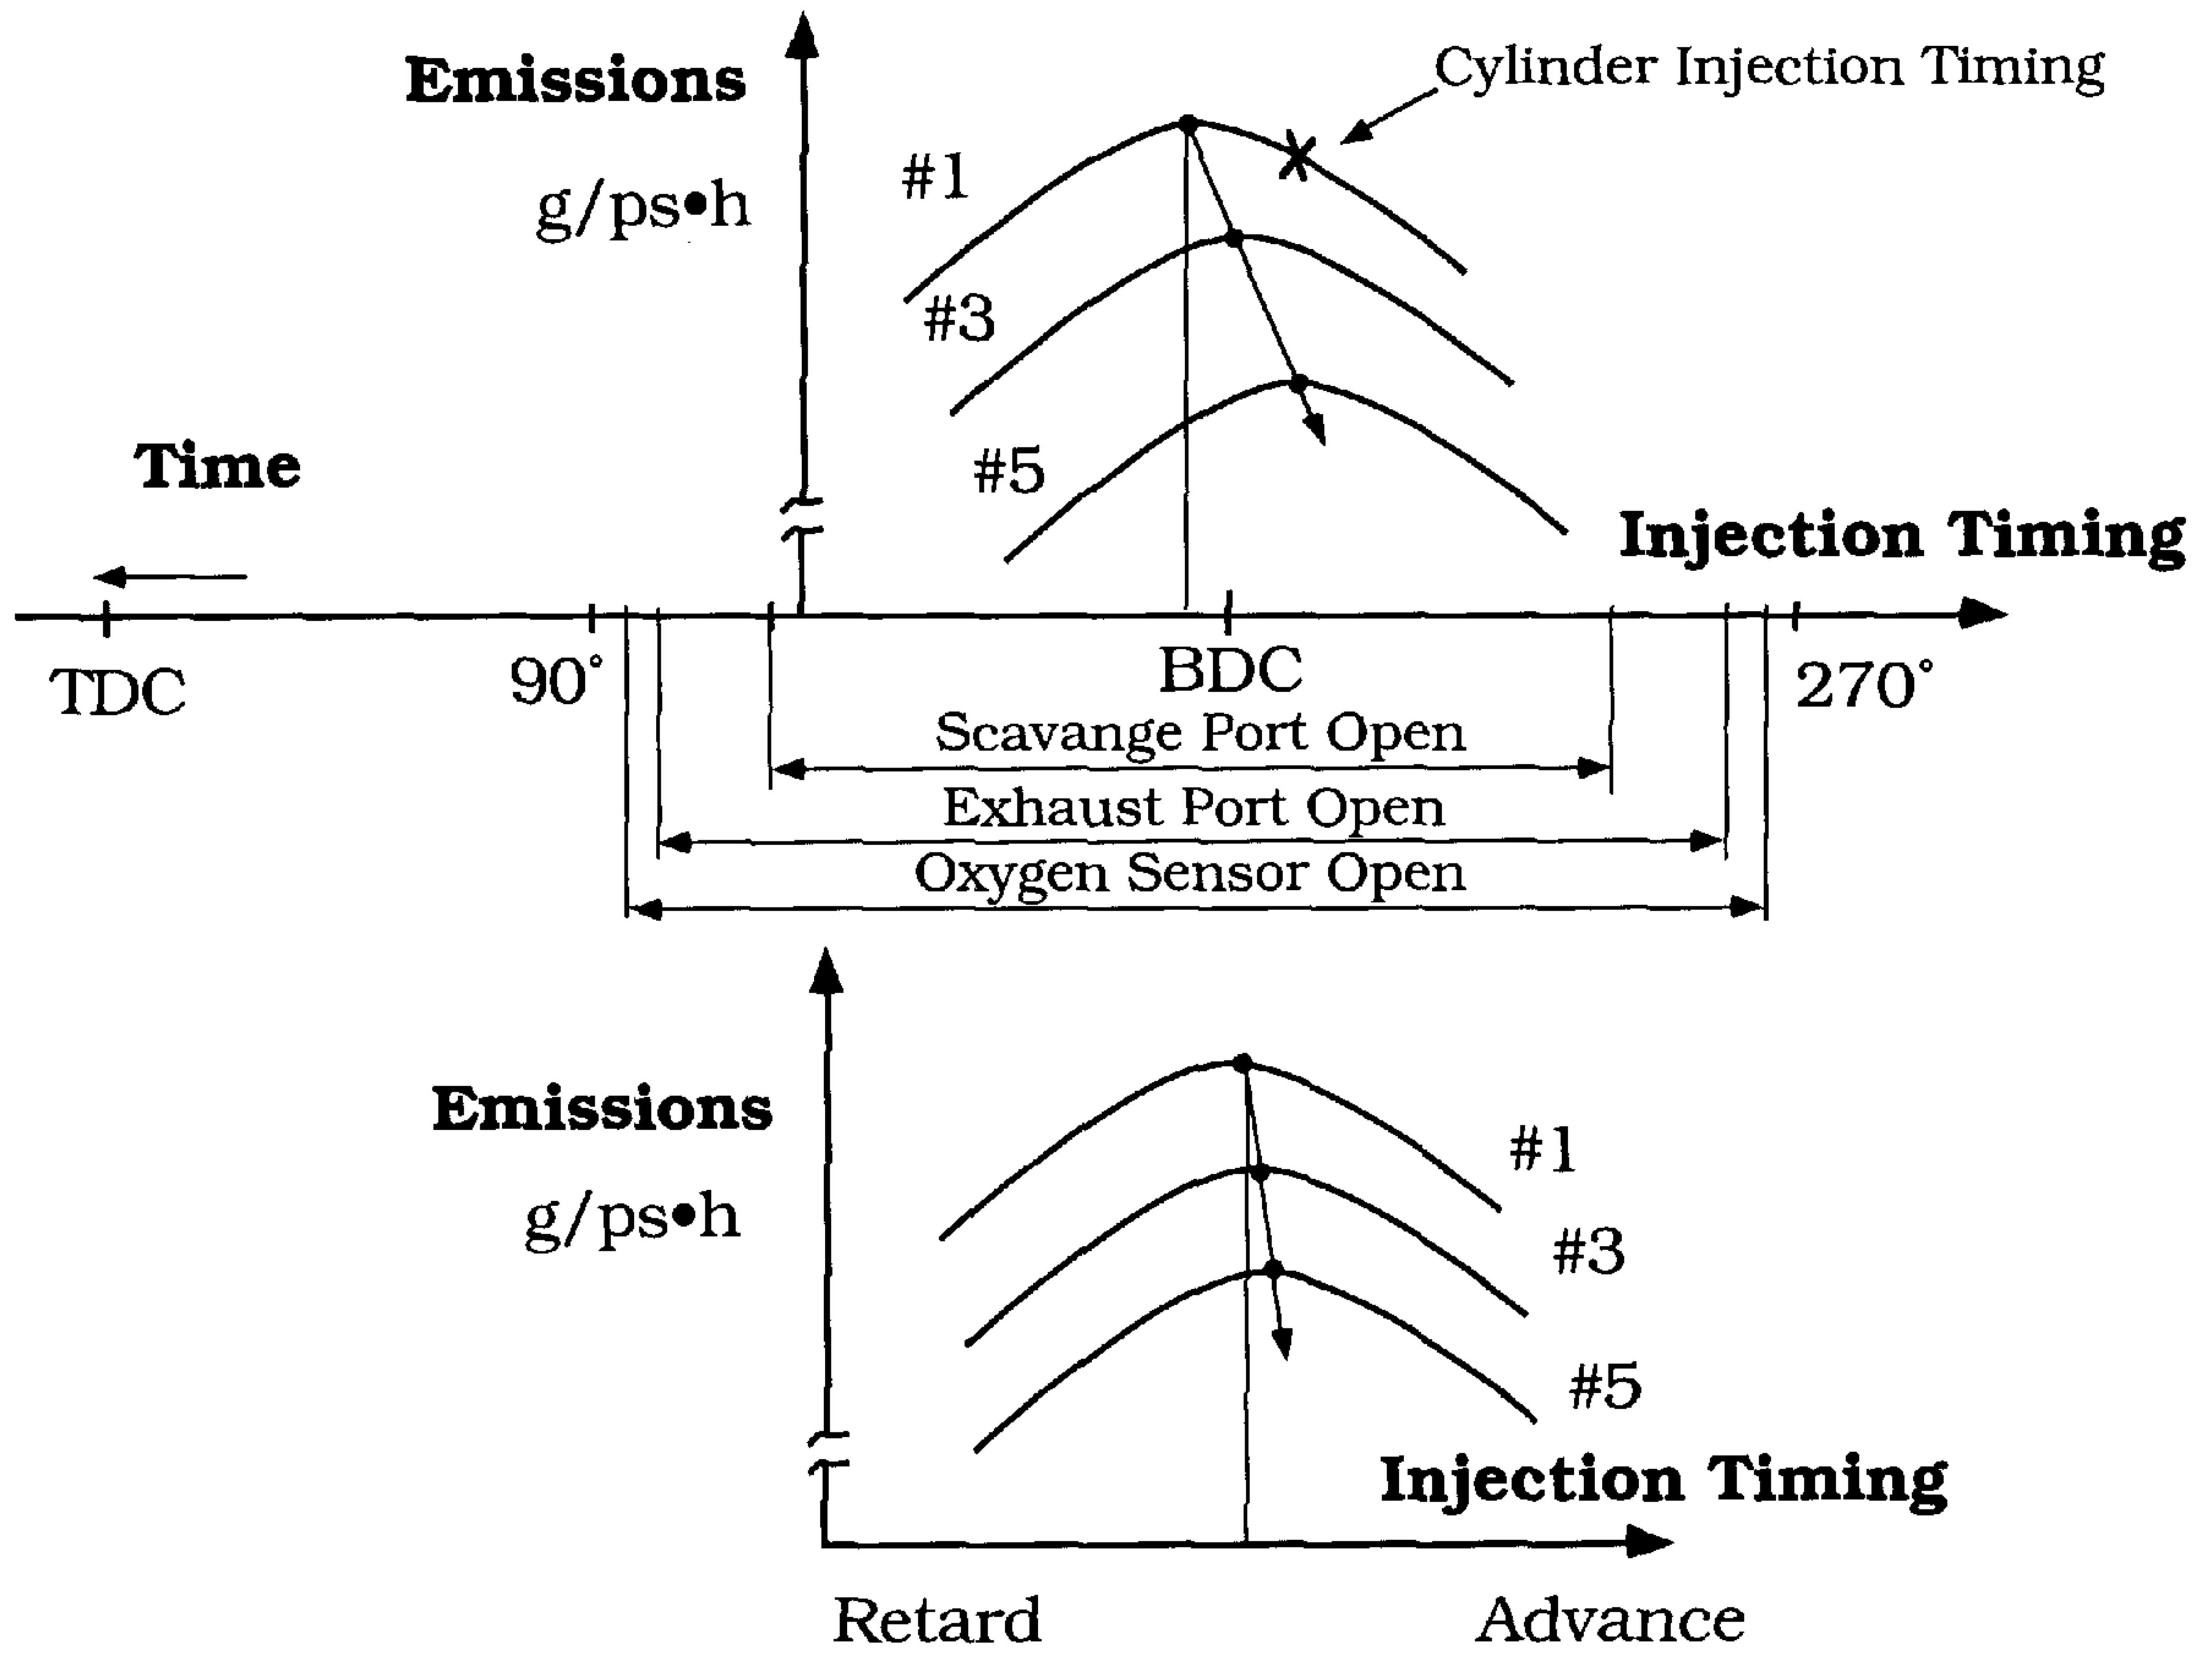 Emissions
Cylinder Injection Timing
g/ps•h
#1
#3
#5
Time
Injection Timing
TDC
90°
BDC
270°
Scavange Port Open
Exhaust Port Open
Oxygen Sensor Open
Emissions
g/ps•h
#1
#3
#5
Injection Timing
Retard
Advance